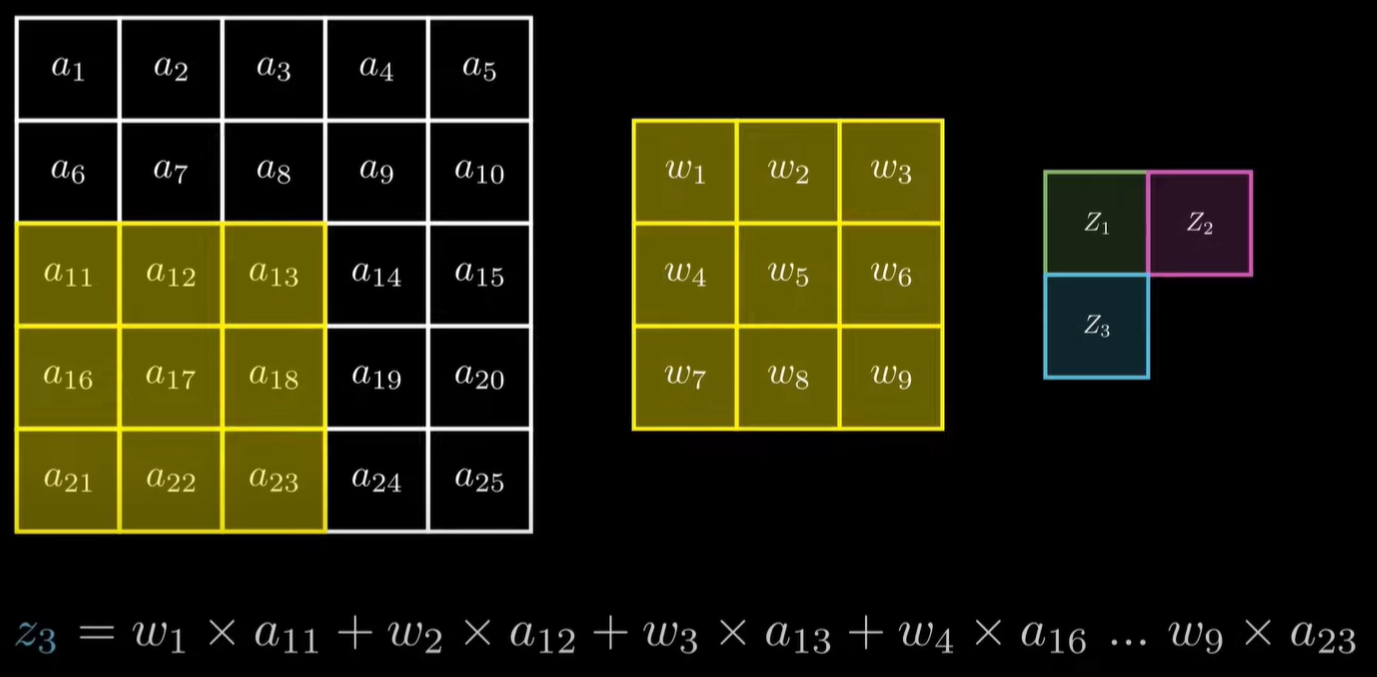 a₁ a₂ a₃ a₄ a₅
a₆ a₇ a₈ a₉ a₁₀
w₁ w₂ w₃
z₁ z₂
a₁₁ a₁₂ a₁₃ a₁₄ a₁₅
w₄ w₅ w₆
z₃
a₁₆ a₁₇ a₁₈ a₁₉ a₂₀
w₇ w₈ w₉
a₂₁ a₂₂ a₂₃ a₂₄ a₂₅
z₃ = w₁ × a₁₁ + w₂ × a₁₂ + w₃ × a₁₃ + w₄ × a₁₆ ... w₉ × a₂₃